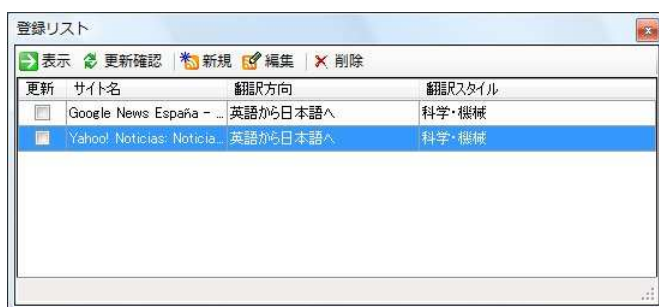 登録リスト
表示 更新確認 新規 編集 削除
更新 サイト名 翻訳方向 翻訳スタイル
Google News España - ... 英語から日本語へ 科学・機械
Yahoo! Noticias: Noticia... 英語から日本語へ 科学・機械